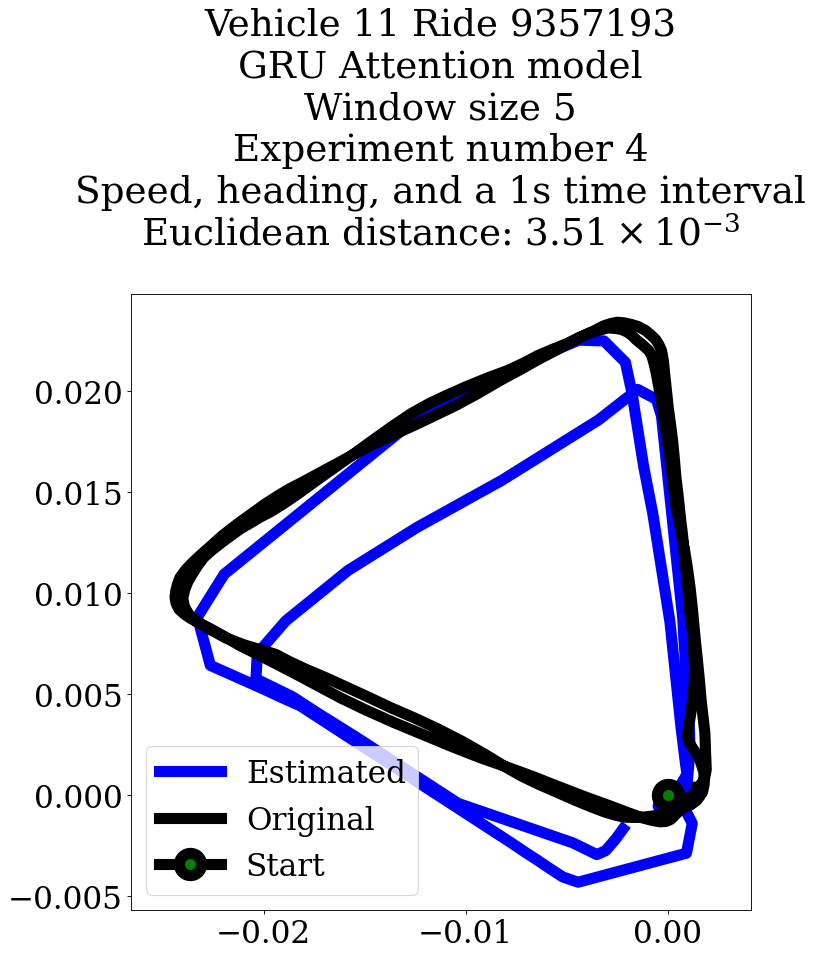 Vehicle 11 Ride 9357193
GRU Attention model
Window size 5
Experiment number 4
Speed, heading, and a 1s time interval
Euclidean distance: 3.51 × 10⁻³
0.020
0.015
0.010
0.005
0.000
−0.005
Estimated
Original
Start
−0.02
−0.01
0.00